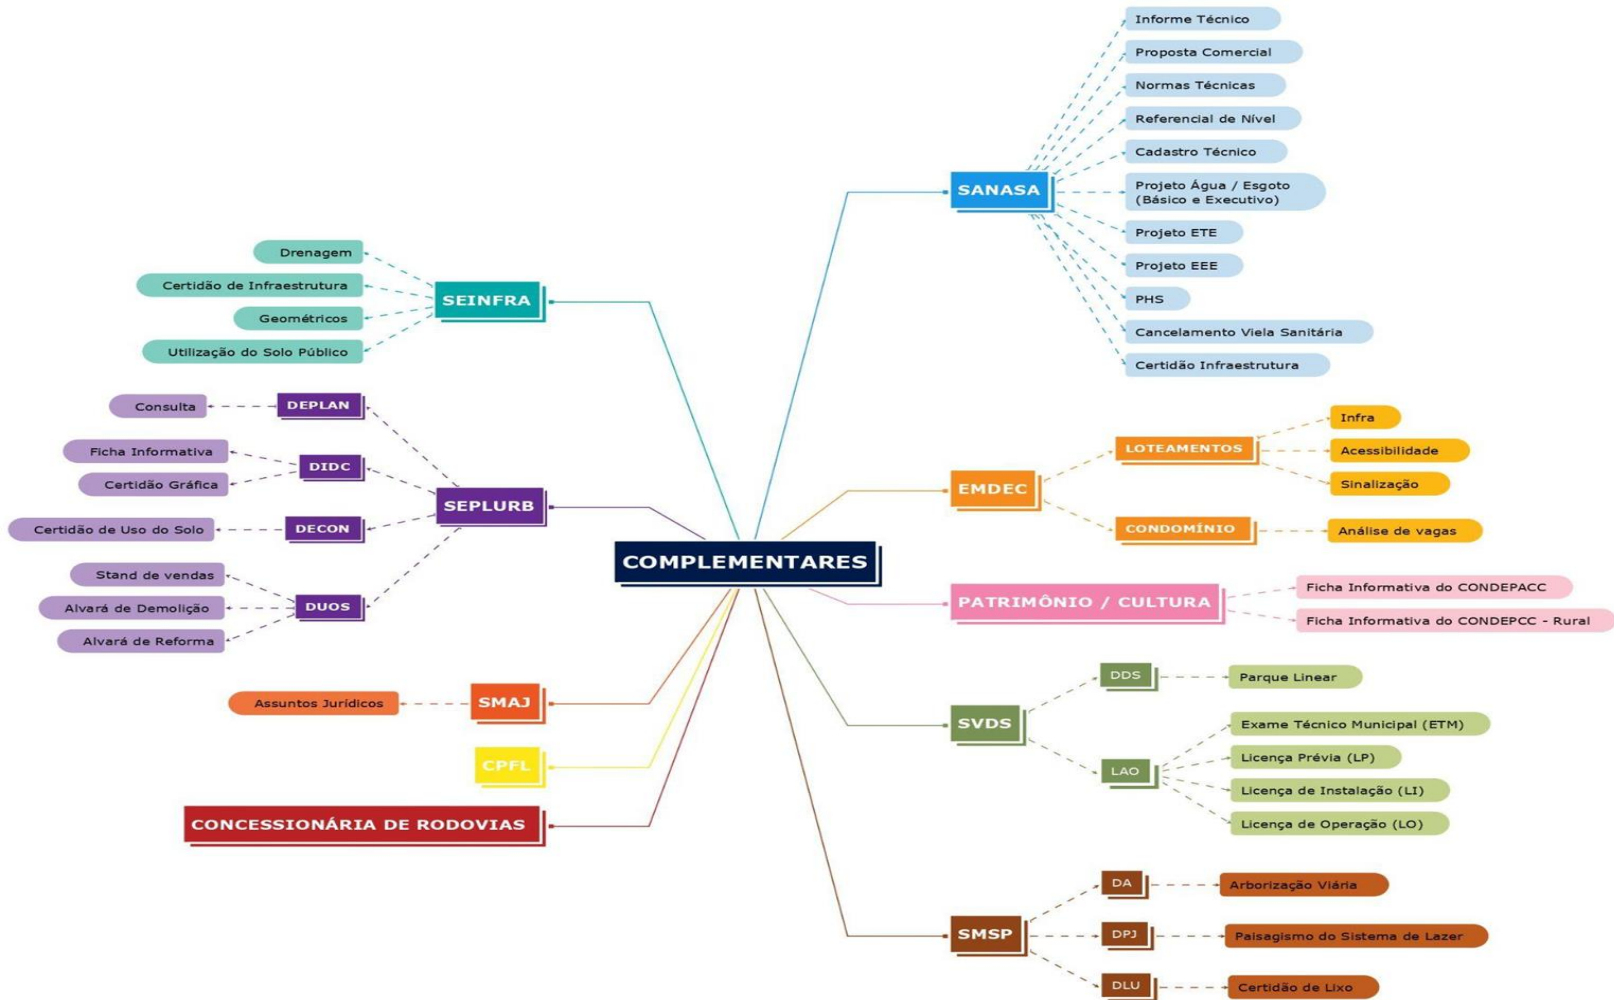 COMPLEMENTARES
SANASA
Informe Técnico
Proposta Comercial
Normas Técnicas
Referencial de Nível
Cadastro Técnico
Projeto Água / Esgoto
(Básico e Executivo)
Projeto ETE
Projeto EEE
PHS
Cancelamento Viela Sanitária
Certidão Infraestrutura
EMDEC
LOTEAMENTOS
Infra
Acessibilidade
Sinalização
CONDOMÍNIO
Análise de vagas
PATRIMÔNIO / CULTURA
Ficha Informativa do CONDEPACC
Ficha Informativa do CONDEPCC - Rural
SVDS
DDS
Parque Linear
LAO
Exame Técnico Municipal (ETM)
Licença Prévia (LP)
Licença de Instalação (LI)
Licença de Operação (LO)
SMSP
DA
Arborização Viária
DPJ
Paisagismo do Sistema de Lazer
DLU
Certidão de Lixo
SEINFRA
Drenagem
Certidão de Infraestrutura
Geométricos
Utilização do Solo Público
SEPLURB
DEPLAN
Consulta
DIDC
Ficha Informativa
Certidão Gráfica
DECON
Certidão de Uso do Solo
DUOS
Stand de vendas
Alvará de Demolição
Alvará de Reforma
SMAJ
Assuntos Jurídicos
CPFL
CONCESSIONÁRIA DE RODOVIAS